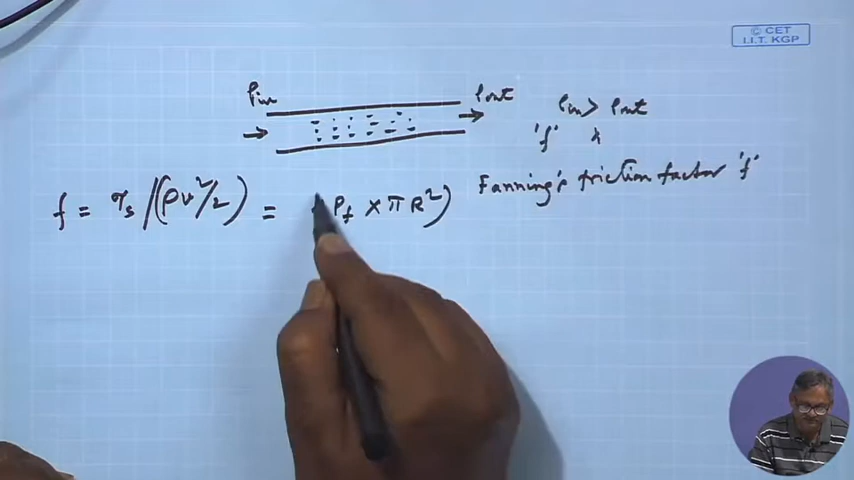 © CET
I.I.T. KGP
Pin Pout Pin > Pout
'f'
f = τs / (ρv²/2) = Pf × πR²) Fanning's friction factor 'f'